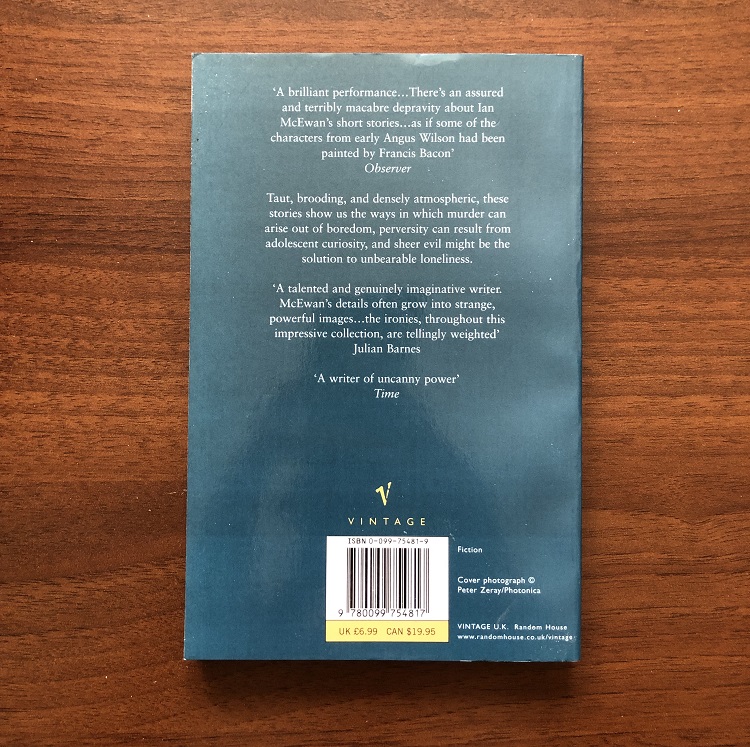 ‘A brilliant performance...There’s an assured
and terribly macabre depravity about Ian
McEwan’s short stories...as if some of the
characters from early Angus Wilson had been
painted by Francis Bacon’
Observer
Taut, brooding, and densely atmospheric, these
stories show us the ways in which murder can
arise out of boredom, perversity can result from
adolescent curiosity, and sheer evil might be the
solution to unbearable loneliness.
‘A talented and genuinely imaginative writer.
McEwan’s details often grow into strange,
powerful images...the ironies, throughout this
impressive collection, are tellingly weighted’
Julian Barnes
‘A writer of uncanny power’
Time
V
VINTAGE
ISBN 0-099-75481-9
9 780099 754817
UK £6.99 CAN $19.95
Fiction
Cover photograph ©
Peter Zeray/Photonica
VINTAGE U.K. Random House
www.randomhouse.co.uk/vintage